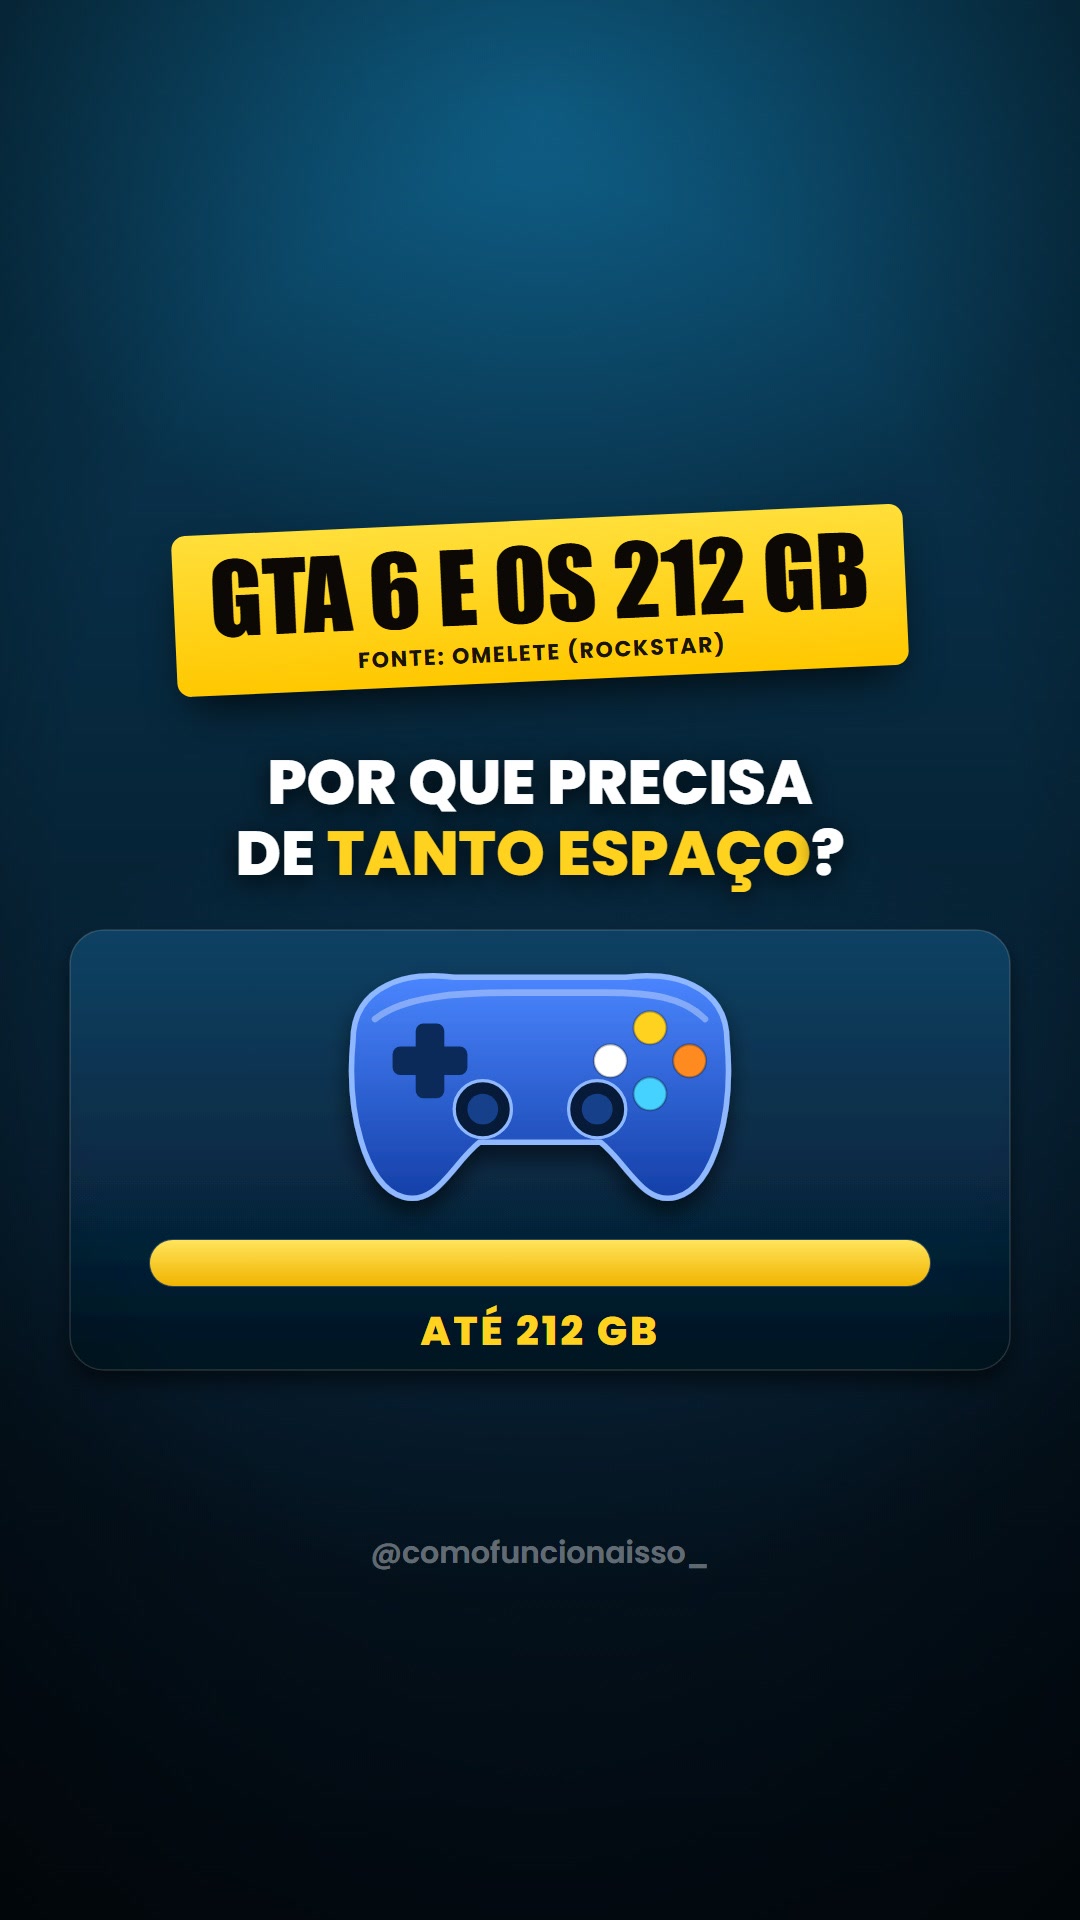 GTA 6 E OS 212 GB
FONTE: OMELETE (ROCKSTAR)
POR QUE PRECISA
DE TANTO ESPAÇO?
ATÉ 212 GB
@comofuncionaisso_